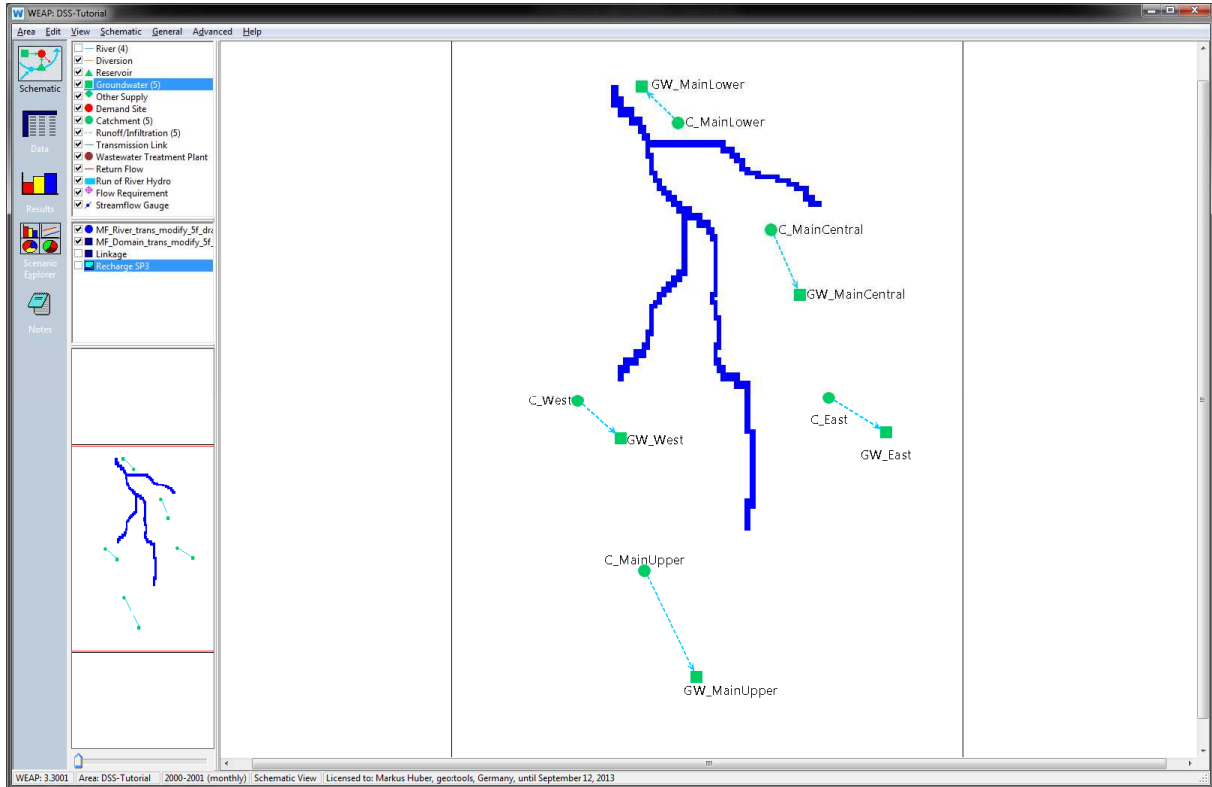 WEAP: DSS-Tutorial
Area Edit View Schematic General Advanced Help
Schematic
Data
Results
Scenario
Explorer
Notes
River (4)
Diversion
Reservoir
Groundwater (5)
Other Supply
Demand Site
Catchment (5)
Runoff/Infiltration (5)
Transmission Link
Wastewater Treatment Plant
Return Flow
Run of River Hydro
Flow Requirement
Streamflow Gauge
MF_River_trans_modify_5f_dra
MF_Domain_trans_modify_5f_
Linkage
Recharge SP3
GW_MainLower
C_MainLower
C_MainCentral
GW_MainCentral
C_West
GW_West
C_East
GW_East
C_MainUpper
GW_MainUpper
WEAP: 3.3001 Area: DSS-Tutorial 2000-2001 (monthly) Schematic View Licensed to: Markus Huber, geo:tools, Germany, until September 12, 2013